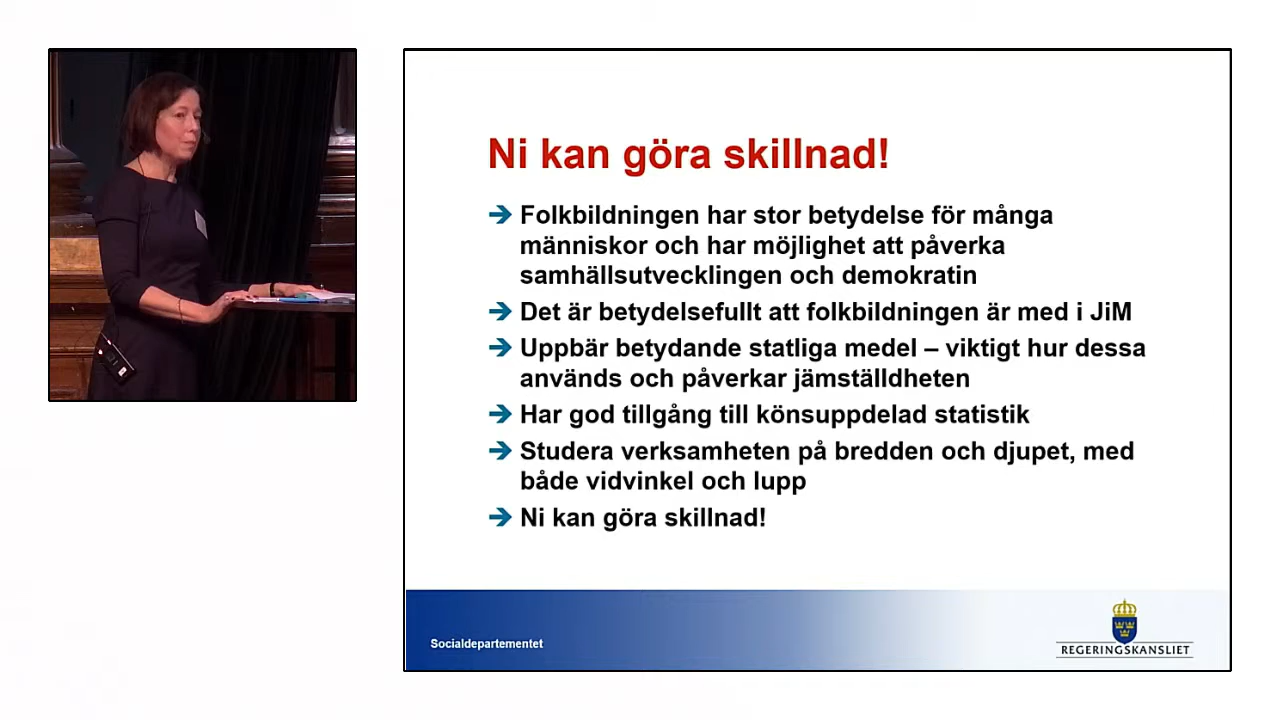 Ni kan göra skillnad!
→ Folkbildningen har stor betydelse för många
människor och har möjlighet att påverka
samhällsutvecklingen och demokratin
→ Det är betydelsefullt att folkbildningen är med i JiM
→ Uppbär betydande statliga medel – viktigt hur dessa
används och påverkar jämställdheten
→ Har god tillgång till könsuppdelad statistik
→ Studera verksamheten på bredden och djupet, med
både vidvinkel och lupp
→ Ni kan göra skillnad!
Socialdepartementet
REGERINGSKANSLIET